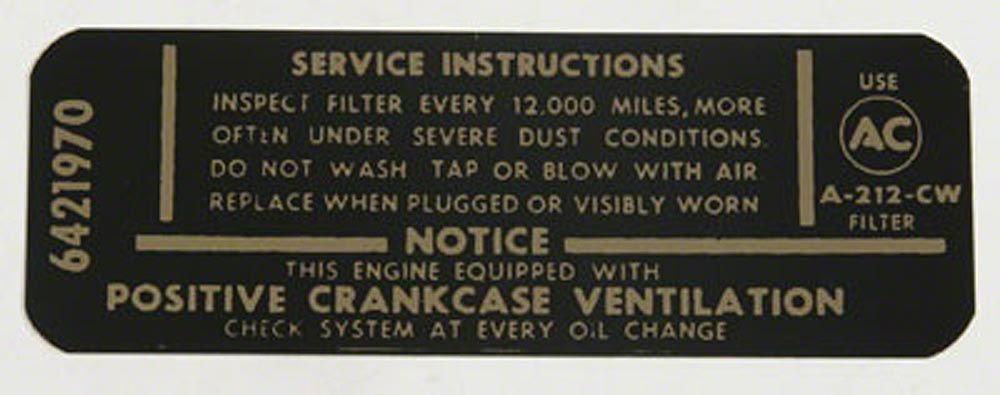 6421970
SERVICE INSTRUCTIONS
INSPECT FILTER EVERY 12,000 MILES, MORE
OFTEN UNDER SEVERE DUST CONDITIONS.
DO NOT WASH TAP OR BLOW WITH AIR
REPLACE WHEN PLUGGED OR VISIBLY WORN
USE
AC
A-212-CW
FILTER
NOTICE
THIS ENGINE EQUIPPED WITH
POSITIVE CRANKCASE VENTILATION
CHECK SYSTEM AT EVERY OIL CHANGE